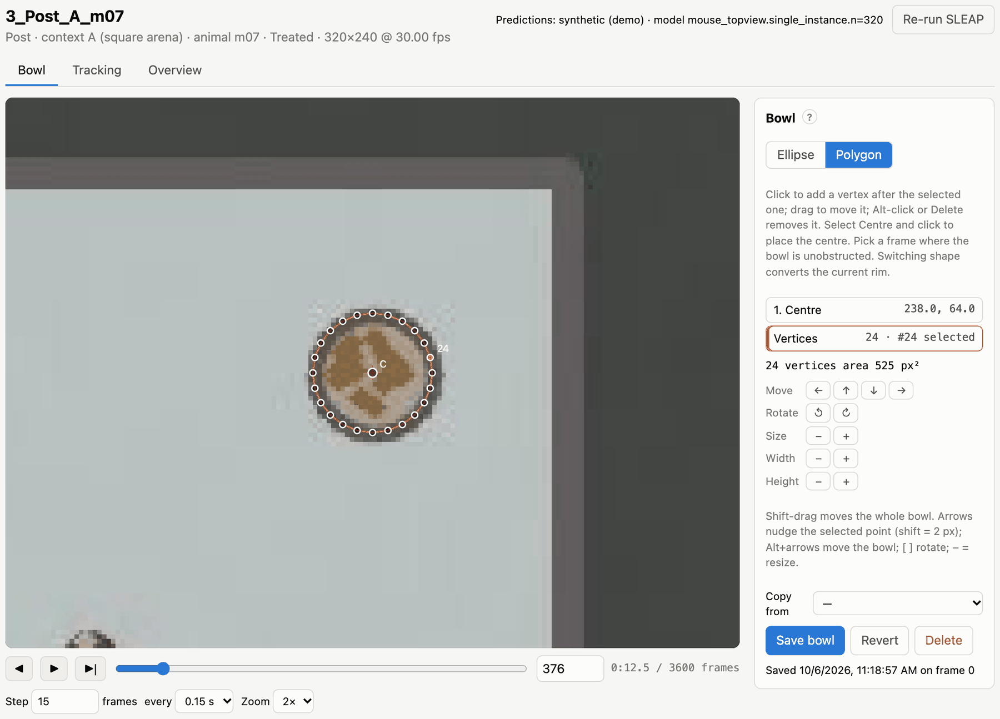 3_Post_A_m07
Post · context A (square arena) · animal m07 · Treated · 320×240 @ 30.00 fps
Predictions: synthetic (demo) · model mouse_topview.single_instance.n=320
Re-run SLEAP
Bowl
Tracking
Overview
24
C
Bowl ?
Ellipse
Polygon
Click to add a vertex after the selected
one; drag to move it; Alt-click or Delete
removes it. Select Centre and click to
place the centre. Pick a frame where the
bowl is unobstructed. Switching shape
converts the current rim.
1. Centre 238.0, 64.0
Vertices 24 · #24 selected
24 vertices area 525 px²
Move ← ↑ ↓ →
Rotate ↺ ↻
Size − +
Width − +
Height − +
Shift-drag moves the whole bowl. Arrows
nudge the selected point (shift = 2 px);
Alt+arrows move the bowl; [ ] rotate; − =
resize.
Copy
from
—
Save bowl
Revert
Delete
Saved 10/6/2026, 11:18:57 AM on frame 0
376
0:12.5 / 3600 frames
Step 15 frames every 0.15 s Zoom 2×